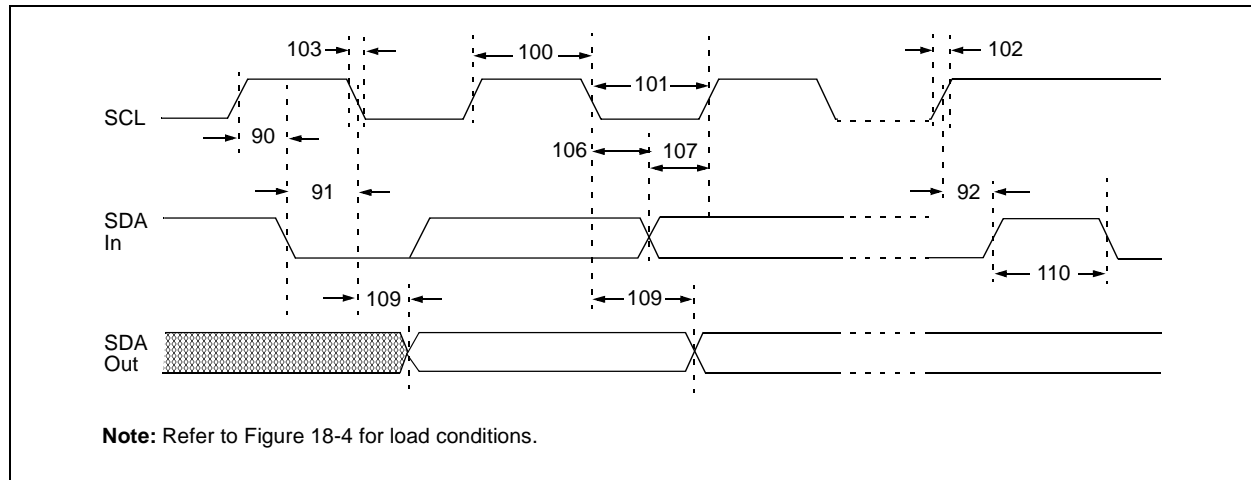 103
100
102
101
SCL
90
106
107
91
92
SDA
In
110
109
109
SDA
Out
Note: Refer to Figure 18-4 for load conditions.